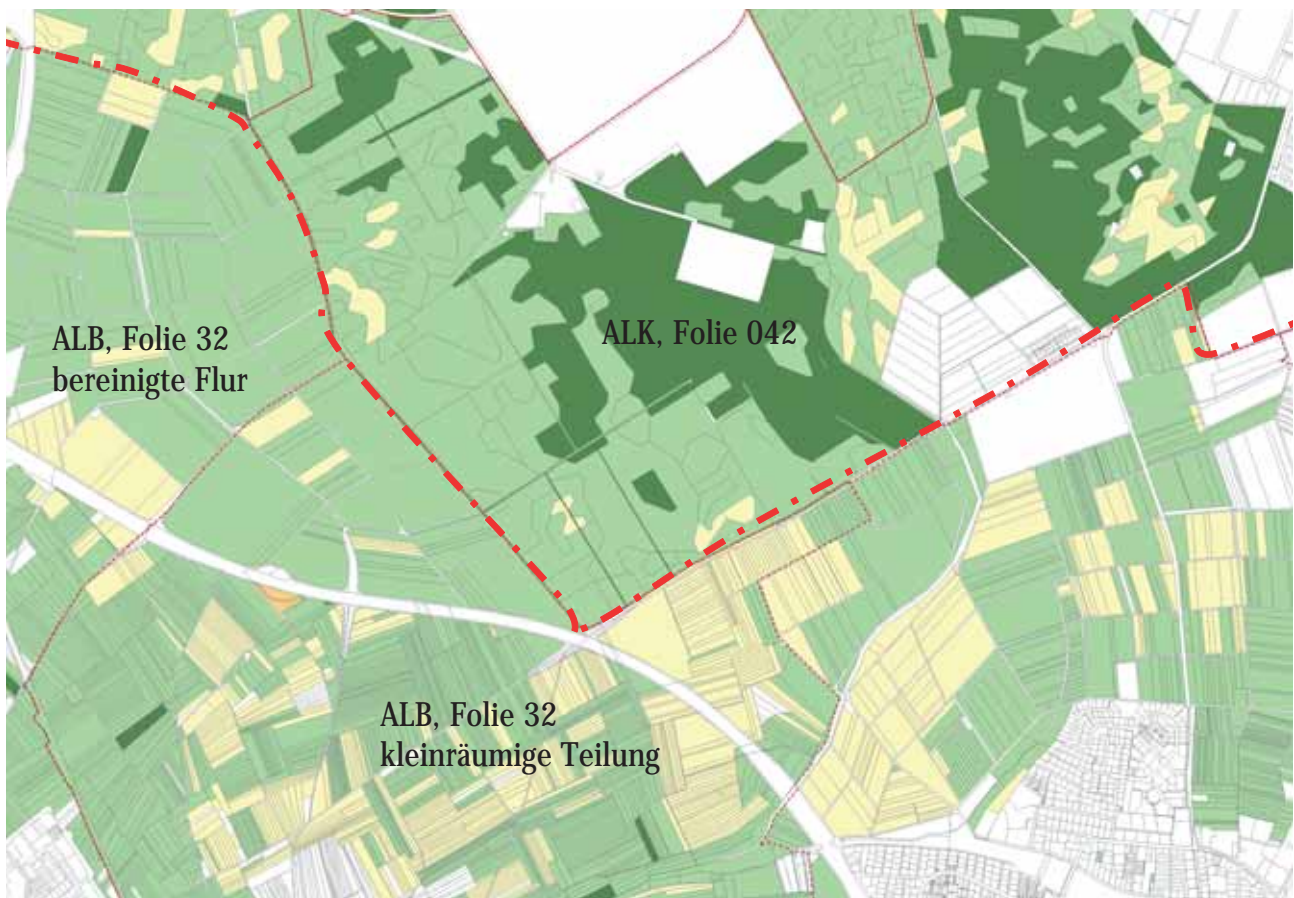 ALB, Folie 32
bereinigte Flur
ALK, Folie 042
ALB, Folie 32
kleinräumige Teilung